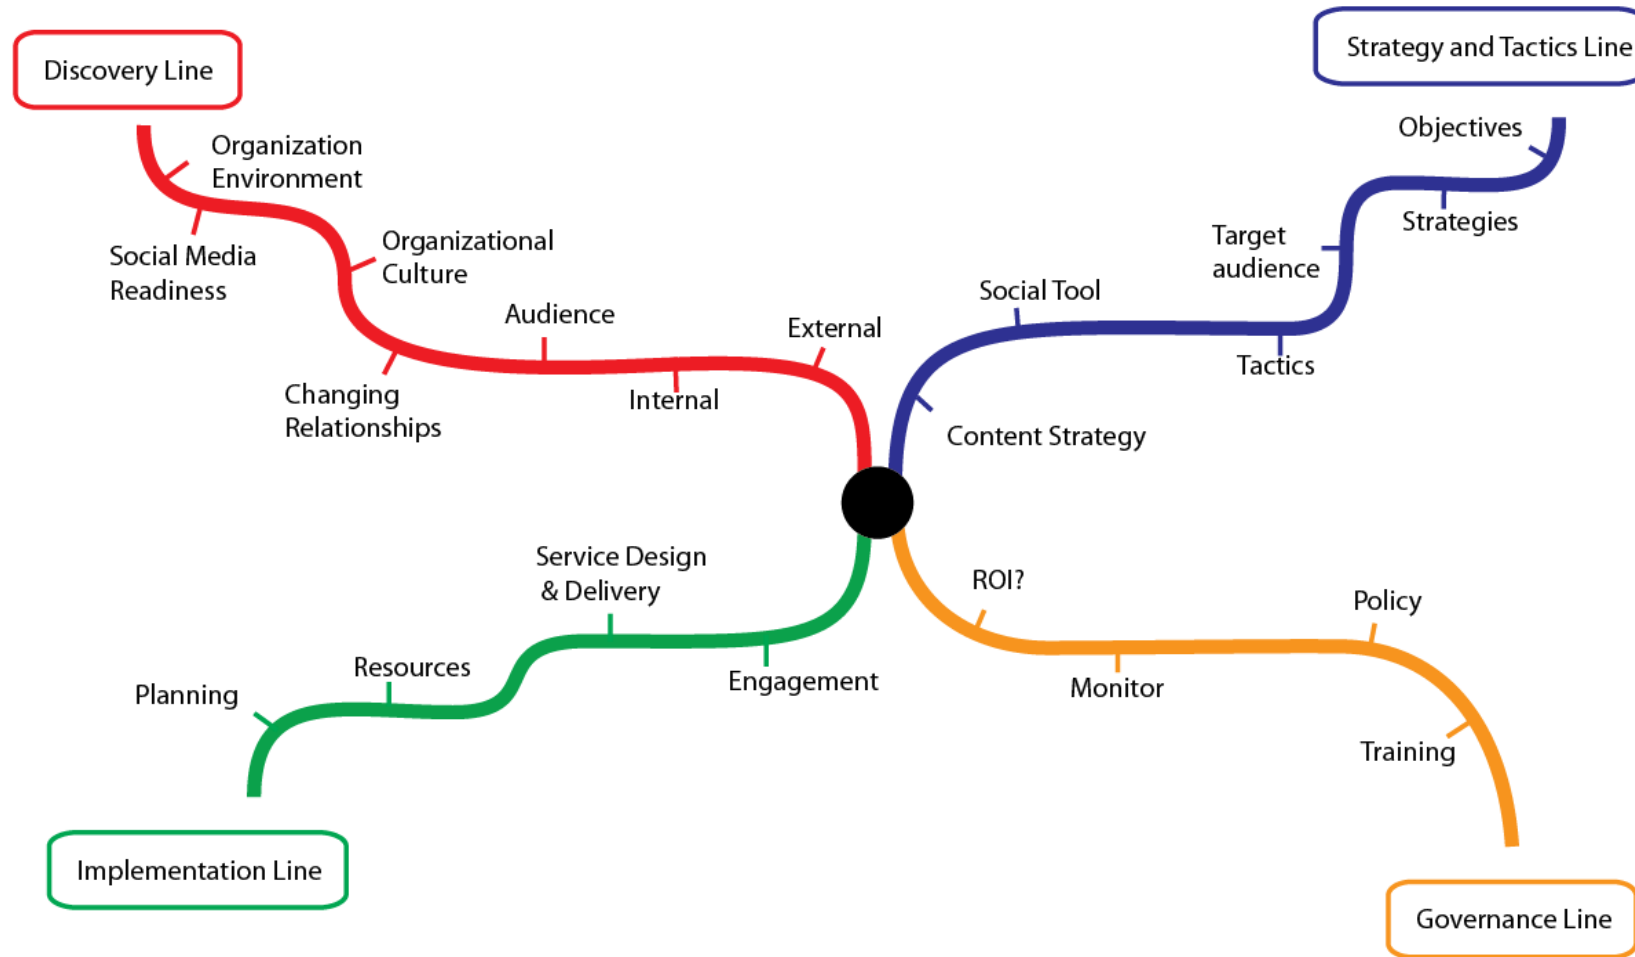 Discovery Line
Organization
Environment
Social Media
Readiness
Organizational
Culture
Changing
Relationships
Audience
Internal
External
Strategy and Tactics Line
Objectives
Strategies
Target
audience
Tactics
Social Tool
Content Strategy
Service Design
& Delivery
Engagement
Resources
Planning
Implementation Line
ROI?
Monitor
Policy
Training
Governance Line